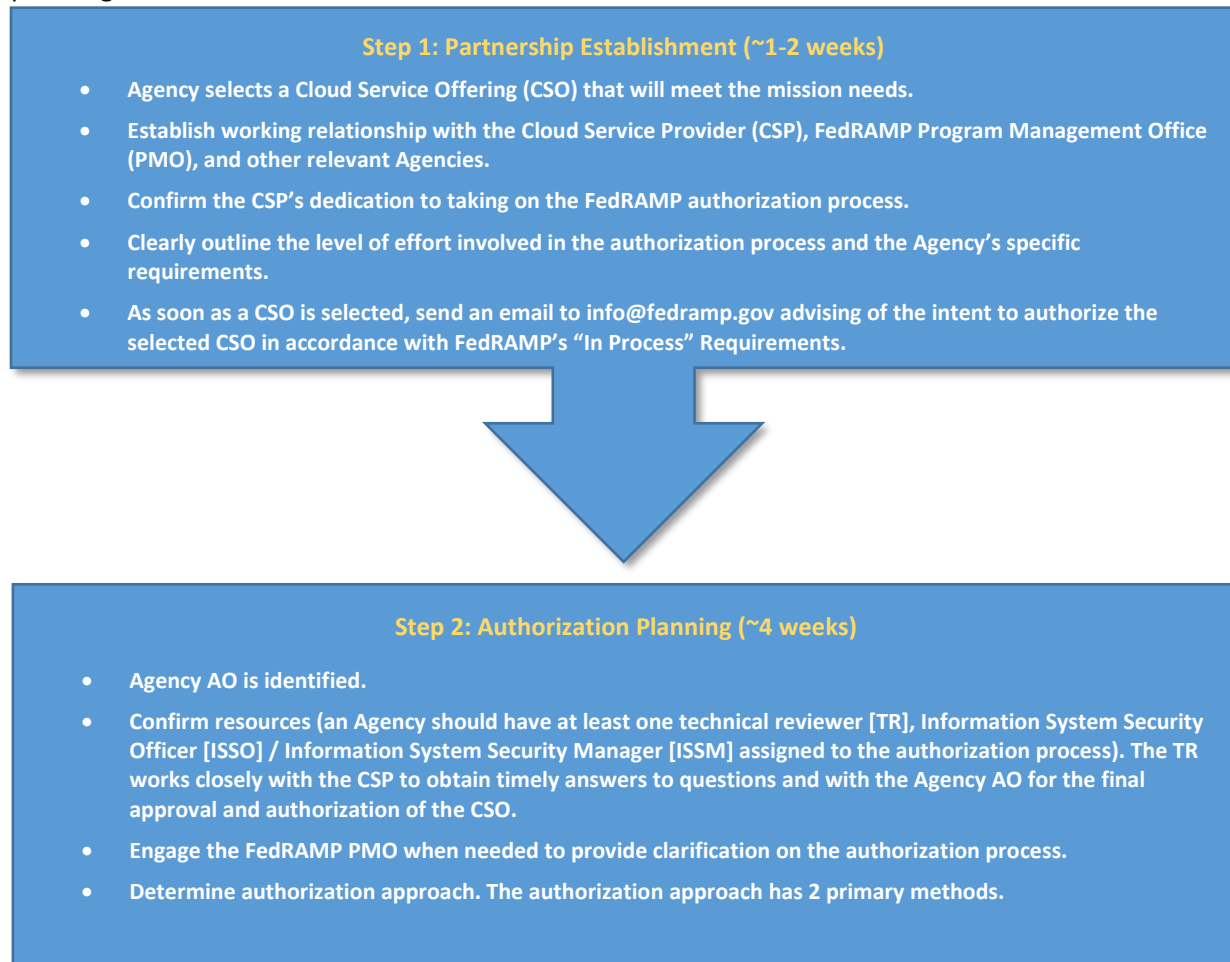 Step 1: Partnership Establishment (~1-2 weeks)
• Agency selects a Cloud Service Offering (CSO) that will meet the mission needs.
• Establish working relationship with the Cloud Service Provider (CSP), FedRAMP Program Management Office
(PMO), and other relevant Agencies.
• Confirm the CSP’s dedication to taking on the FedRAMP authorization process.
• Clearly outline the level of effort involved in the authorization process and the Agency’s specific
requirements.
• As soon as a CSO is selected, send an email to info@fedramp.gov advising of the intent to authorize the
selected CSO in accordance with FedRAMP’s “In Process” Requirements.
Step 2: Authorization Planning (~4 weeks)
• Agency AO is identified.
• Confirm resources (an Agency should have at least one technical reviewer [TR], Information System Security
Officer [ISSO] / Information System Security Manager [ISSM] assigned to the authorization process). The TR
works closely with the CSP to obtain timely answers to questions and with the Agency AO for the final
approval and authorization of the CSO.
• Engage the FedRAMP PMO when needed to provide clarification on the authorization process.
• Determine authorization approach. The authorization approach has 2 primary methods.